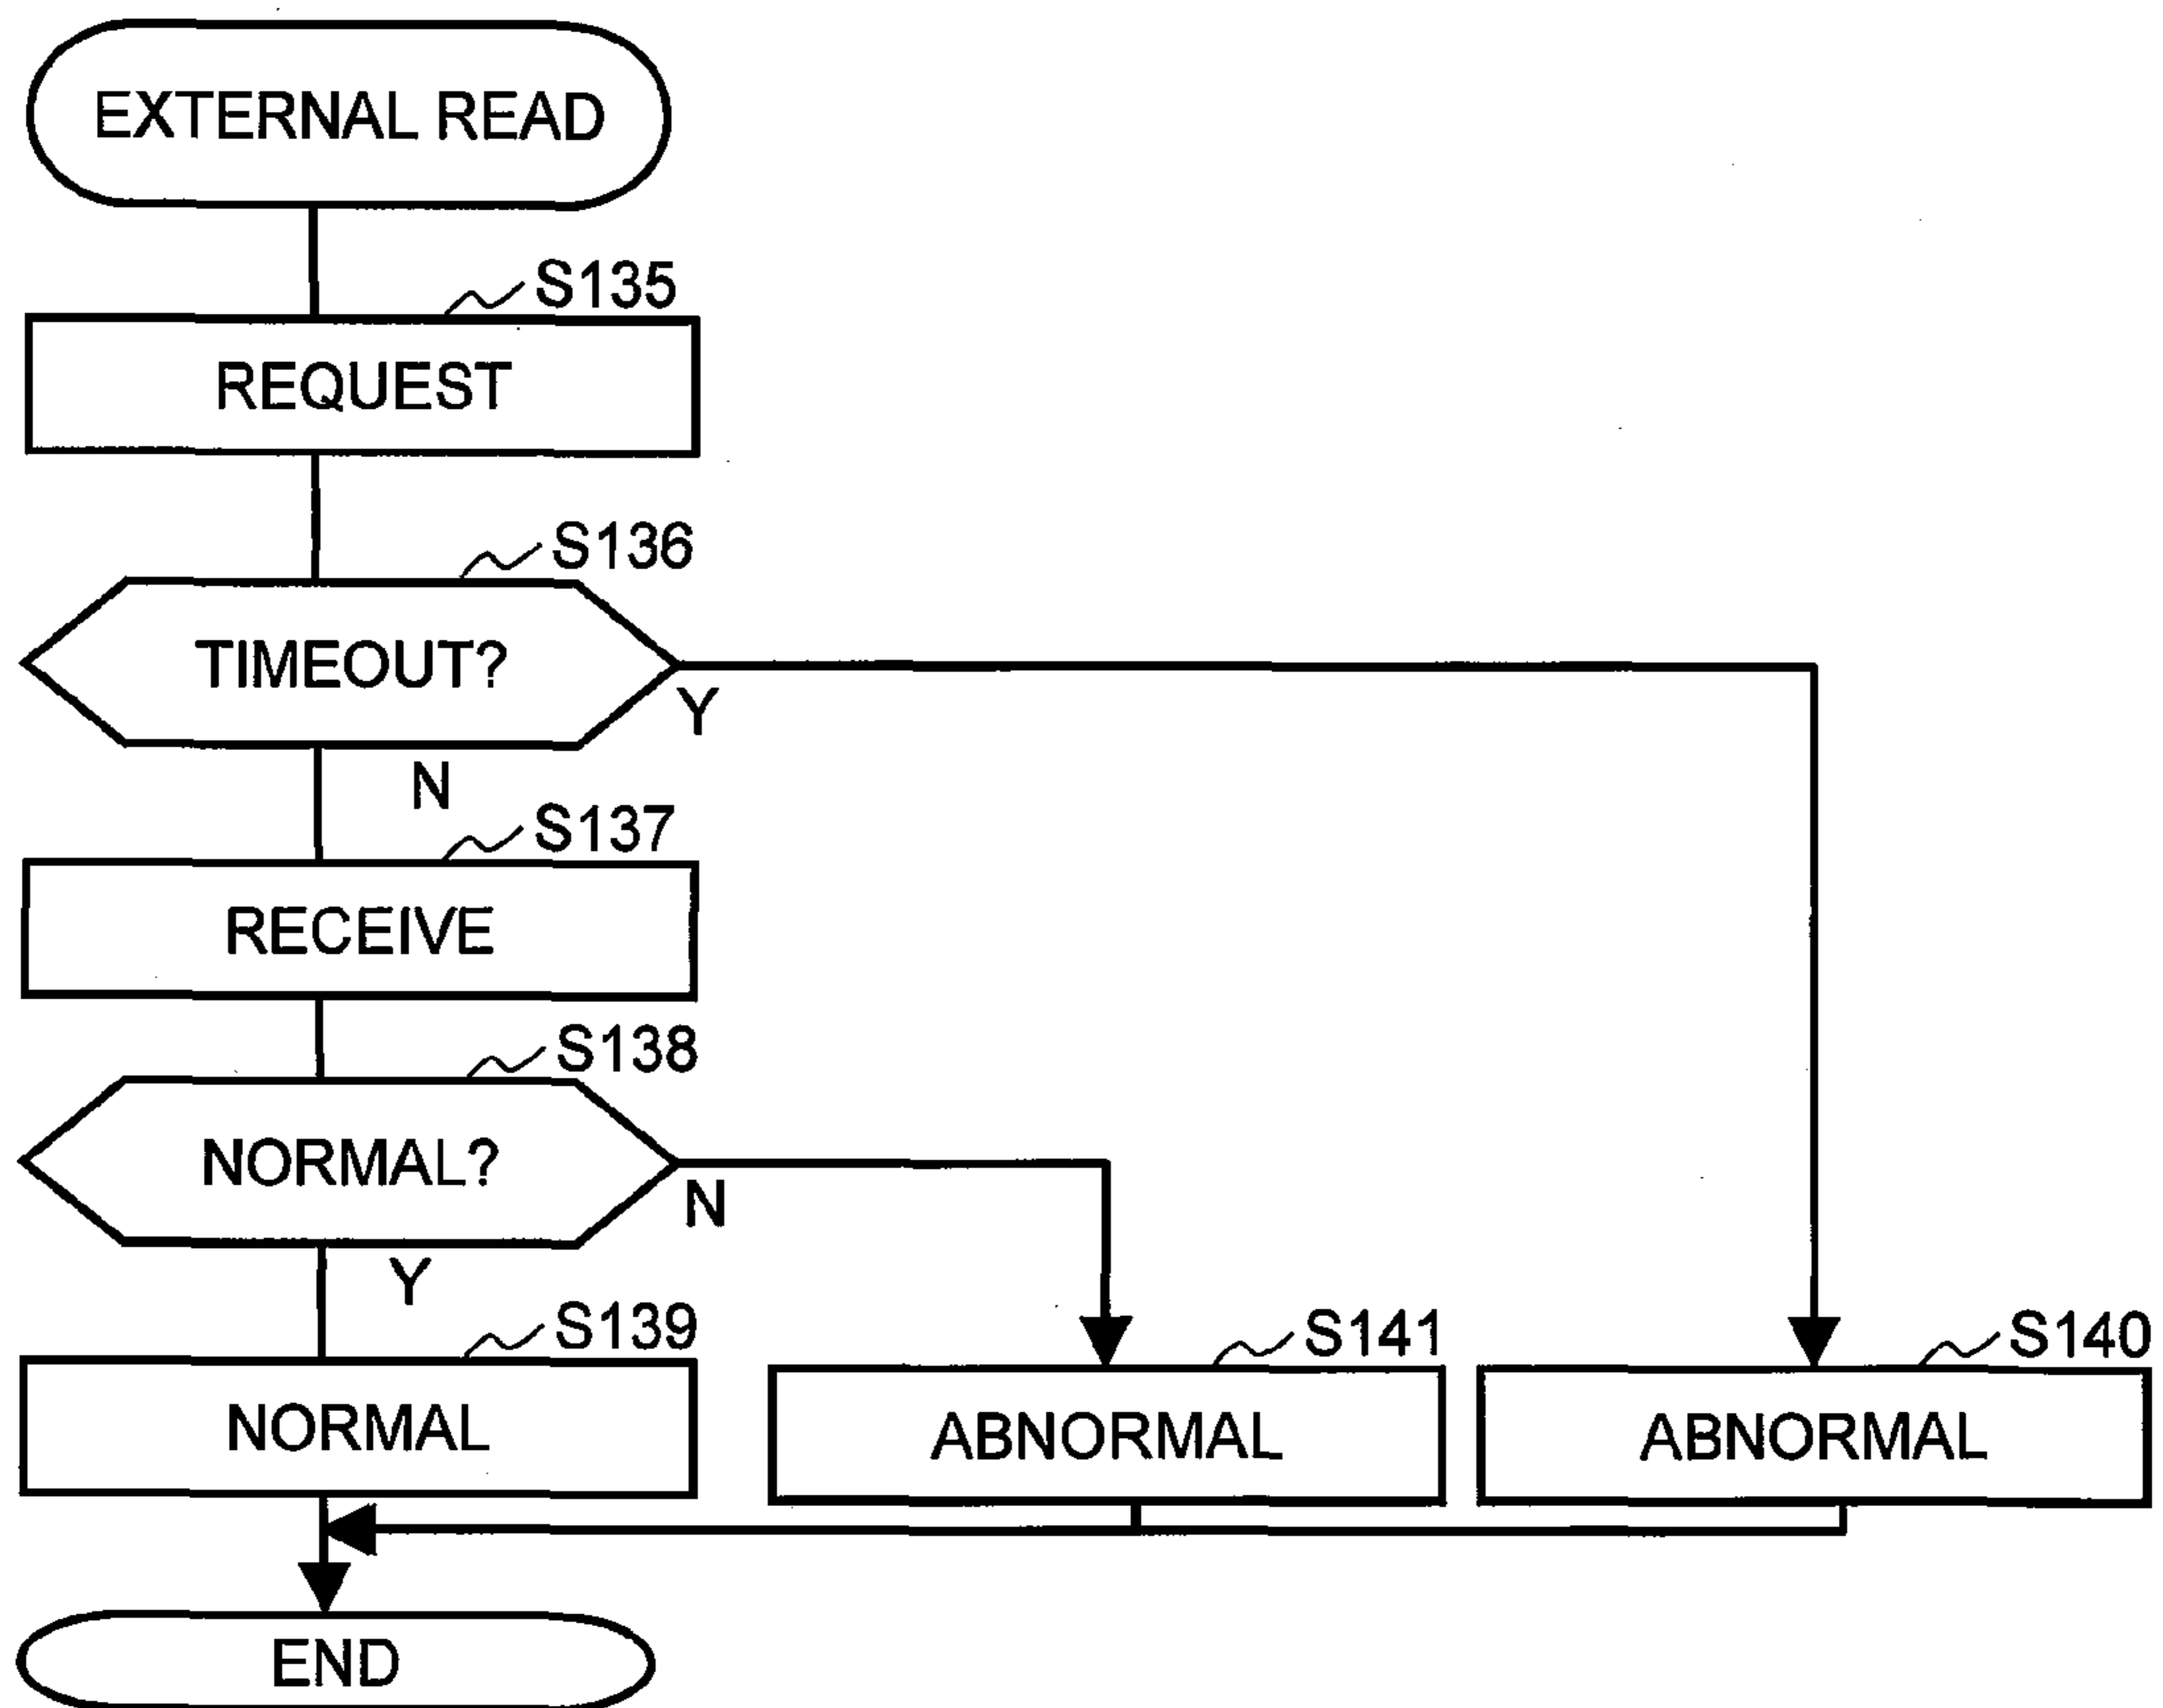 EXTERNAL READ
S135
REQUEST
S136
TIMEOUT?
Y
N
S137
RECEIVE
S138
NORMAL?
N
Y
S139
S141
S140
NORMAL
ABNORMAL
ABNORMAL
END